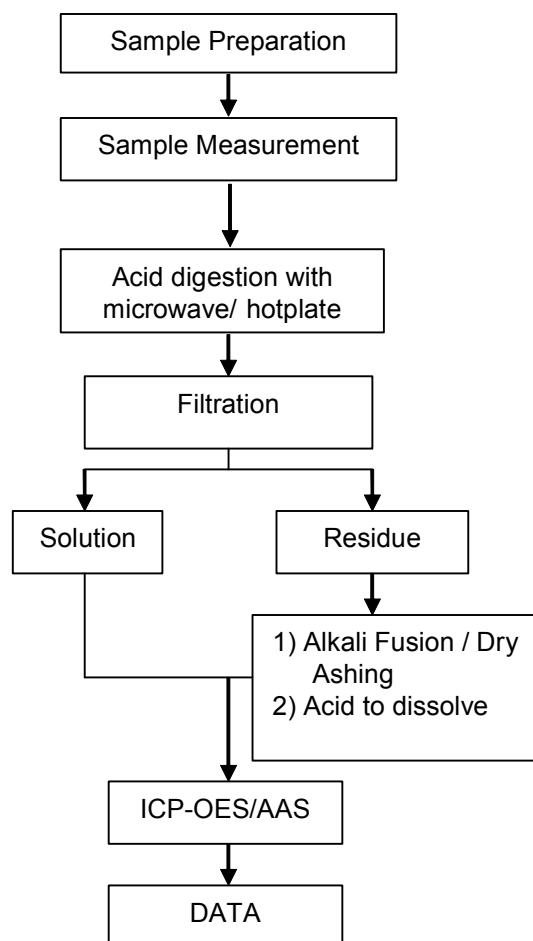 Sample Preparation
Sample Measurement
Acid digestion with
microwave/ hotplate
Filtration
Solution
Residue
1) Alkali Fusion / Dry
Ashing
2) Acid to dissolve
ICP-OES/AAS
DATA